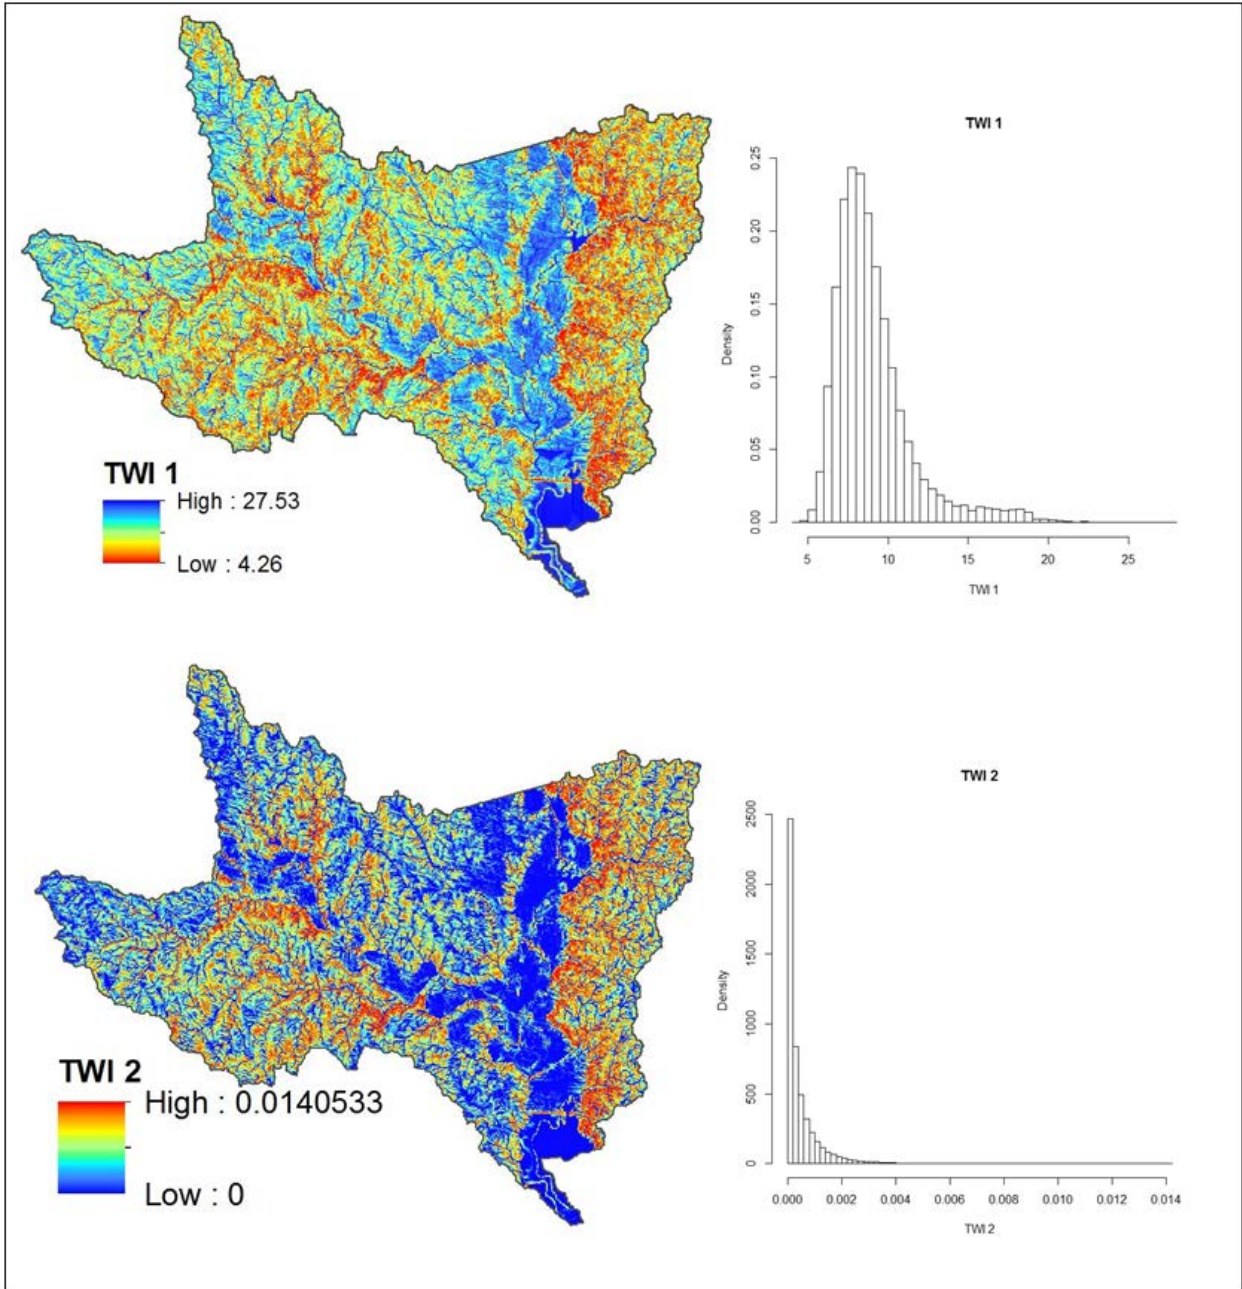 TWI 1
High : 27.53
Low : 4.26
TWI 1
Density
0.00
0.05
0.10
0.15
0.20
0.25
5
10
15
20
25
TWI 1
TWI 2
High : 0.0140533
Low : 0
TWI 2
Density
0
500
1000
1500
2000
2500
0.000
0.002
0.004
0.006
0.008
0.010
0.012
0.014
TWI 2